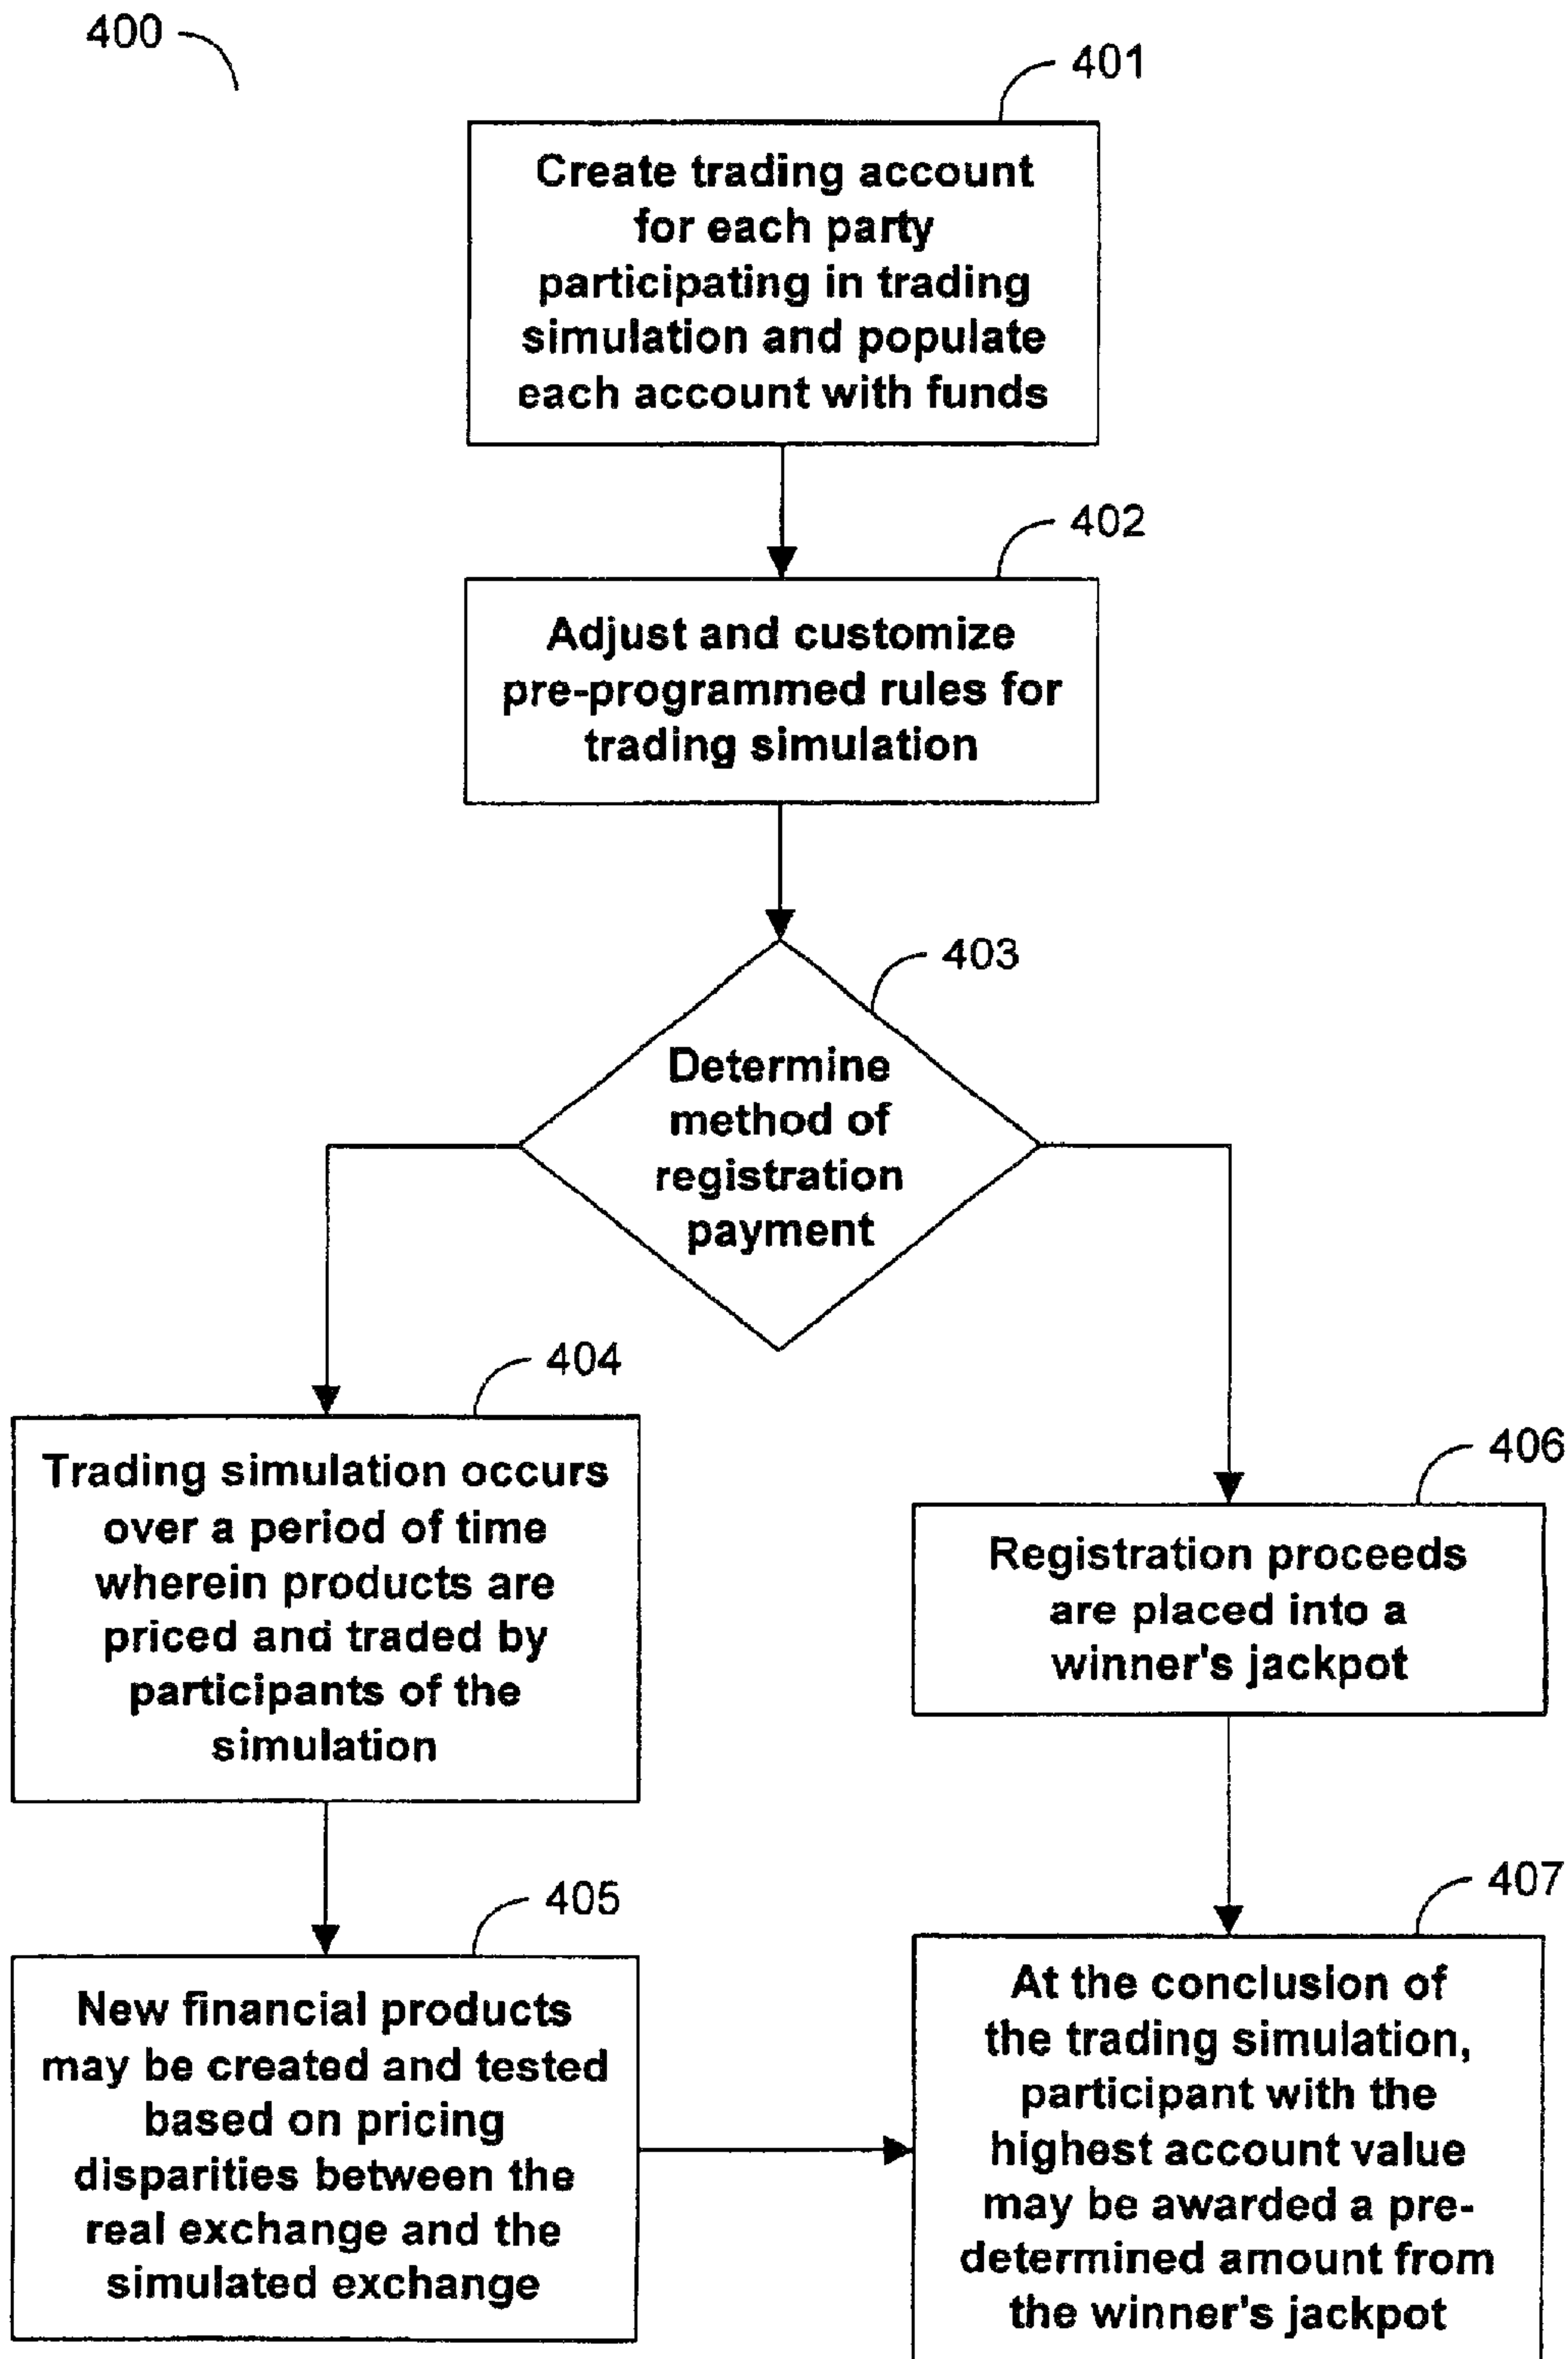 400
401
Create trading account
for each party
participating in trading
simulation and populate
each account with funds
402
Adjust and customize
pre-programmed rules for
trading simulation
403
Determine
method of
registration
payment
404
Trading simulation occurs
over a period of time
wherein products are
priced and traded by
participants of the
simulation
406
Registration proceeds
are placed into a
winner's jackpot
405
New financial products
may be created and tested
based on pricing
disparities between the
real exchange and the
simulated exchange
407
At the conclusion of
the trading simulation,
participant with the
highest account value
may be awarded a pre-
determined amount from
the winner's jackpot